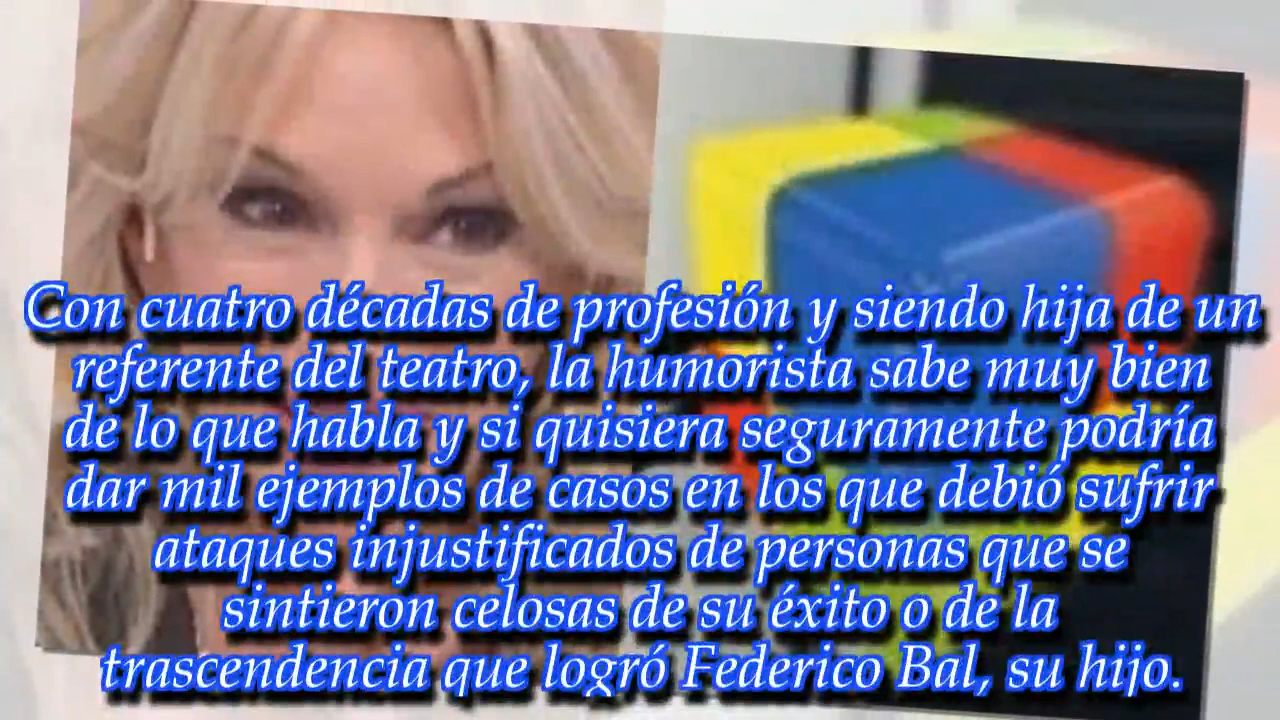 Con cuatro décadas de profesión y siendo hija de un
referente del teatro, la humorista sabe muy bien
de lo que habla y si quisiera seguramente podría
dar mil ejemplos de casos en los que debió sufrir
ataques injustificados de personas que se
sintieron celosas de su éxito o de la
trascendencia que logró Federico Bal, su hijo.